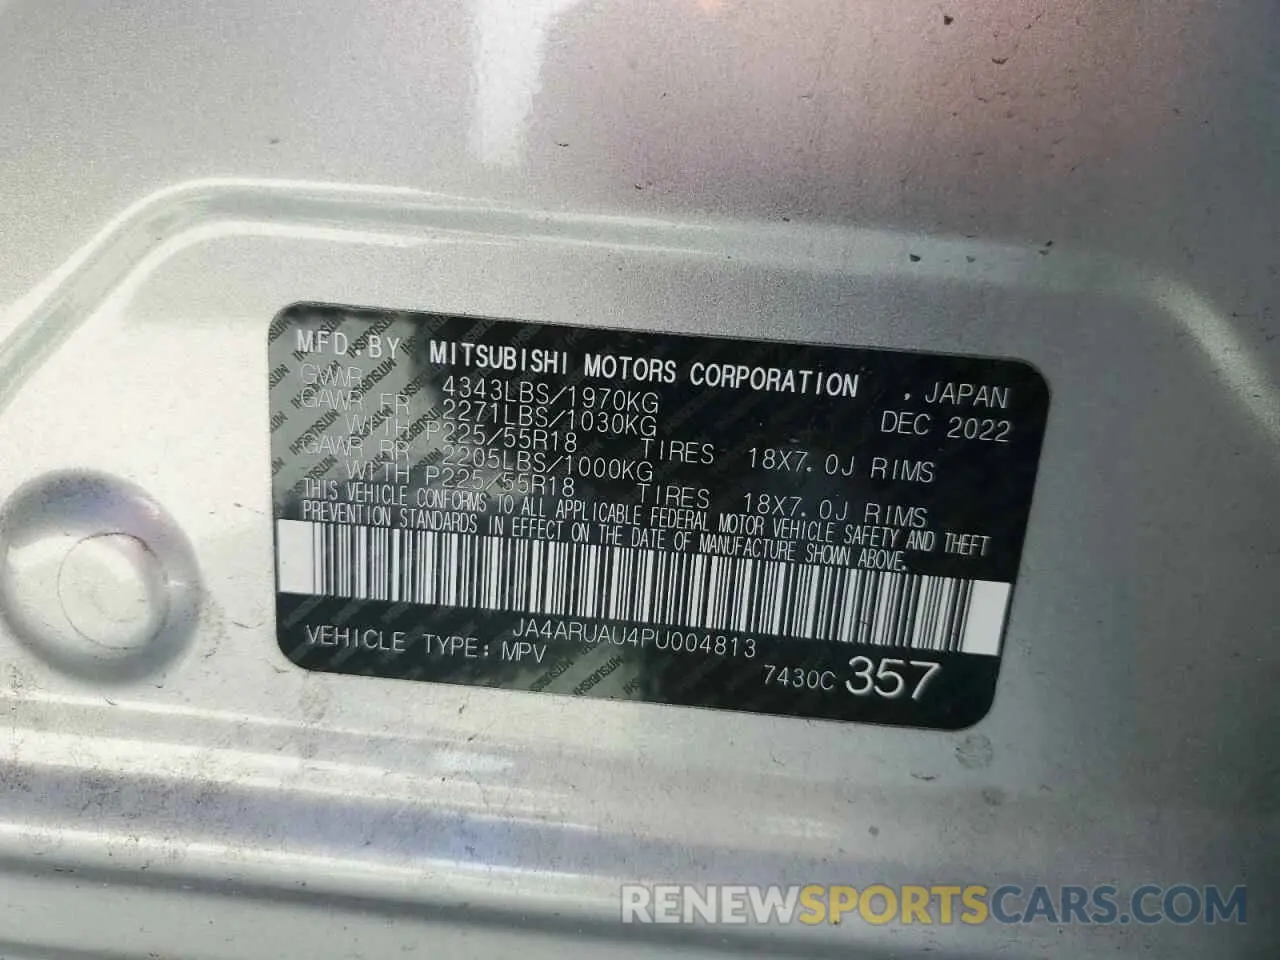 MFD BY MITSUBISHI MOTORS CORPORATION , JAPAN
GVWR 4343LBS/1970KG DEC 2022
GAWR FR 2271LBS/1030KG
WITH P225/55R18 TIRES 18X7.0J RIMS
GAWR RR 2205LBS/1000KG
WITH P225/55R18 TIRES 18X7.0J RIMS
THIS VEHICLE CONFORMS TO ALL APPLICABLE FEDERAL MOTOR VEHICLE SAFETY AND THEFT
PREVENTION STANDARDS IN EFFECT ON THE DATE OF MANUFACTURE SHOWN ABOVE.
JA4ARUAU4PU004813
VEHICLE TYPE: MPV
7430C 357
RENEWSPORTSCARS.COM